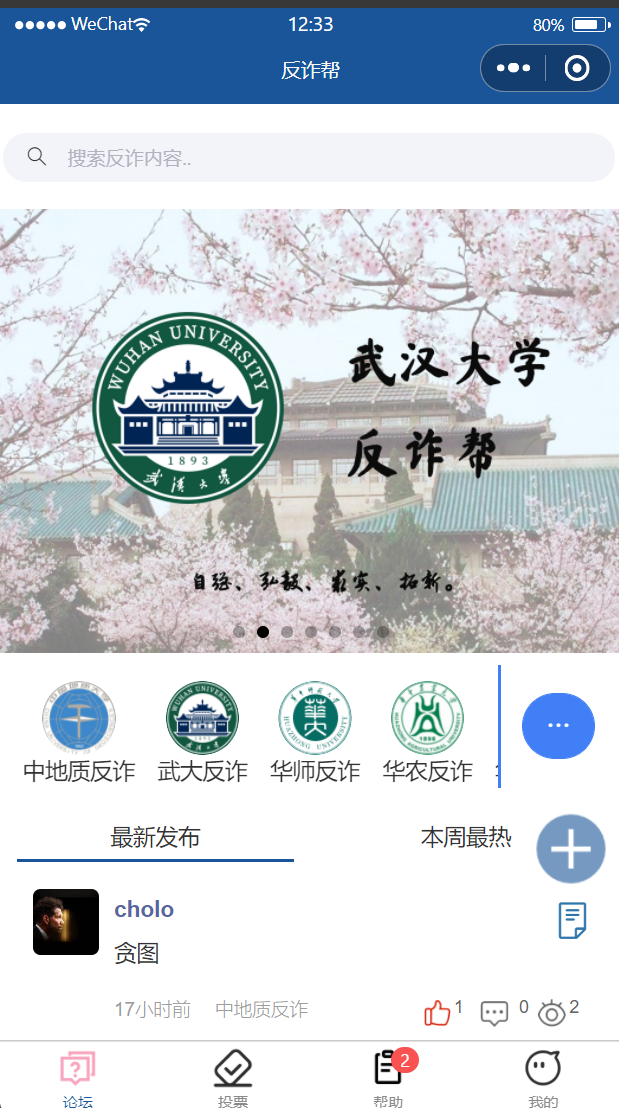 WeChat 12:33 80%
反诈帮
搜索反诈内容..
WUHAN UNIVERSITY
1893
武汉大学
武汉大学
反诈帮
自强、弘毅、求实、拓新。
中地质反诈 武大反诈 华师反诈 华农反诈
最新发布 本周最热
cholo
贪图
17小时前 中地质反诈 1 0 2
2
论坛 投票 帮助 我的